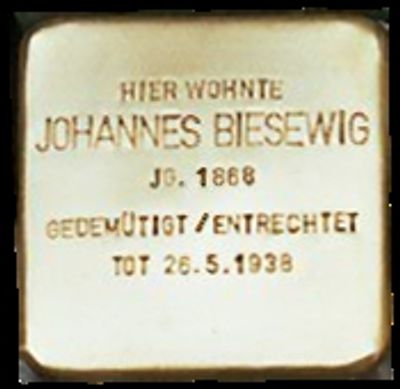 HIER WOHNTE
JOHANNES BIESEWIG
JG. 1868
GEDEMÜTIGT / ENTRECHTET
TOT 26.5.1938